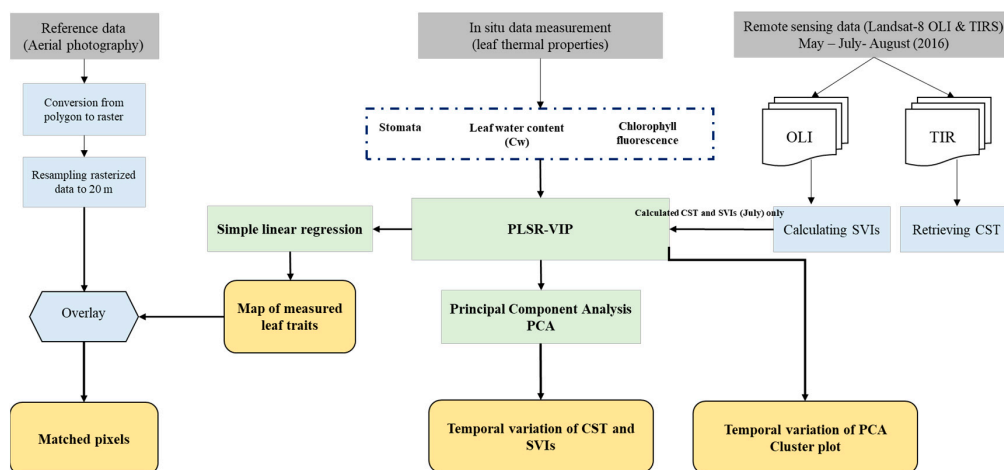 Reference data
(Aerial photography)
In situ data measurement
(leaf thermal properties)
Remote sensing data (Landsat-8 OLI & TIRS)
May – July- August (2016)
Conversion from
polygon to raster
Stomata
Leaf water content
(Cw)
Chlorophyll
fluorescence
OLI
TIR
Resampling rasterized
data to 20 m
Simple linear regression
PLSR-VIP
Calculated CST and SVIs (July) only
Calculating SVIs
Retrieving CST
Overlay
Map of measured
leaf traits
Principal Component Analysis
PCA
Matched pixels
Temporal variation of CST and
SVIs
Temporal variation of PCA
Cluster plot